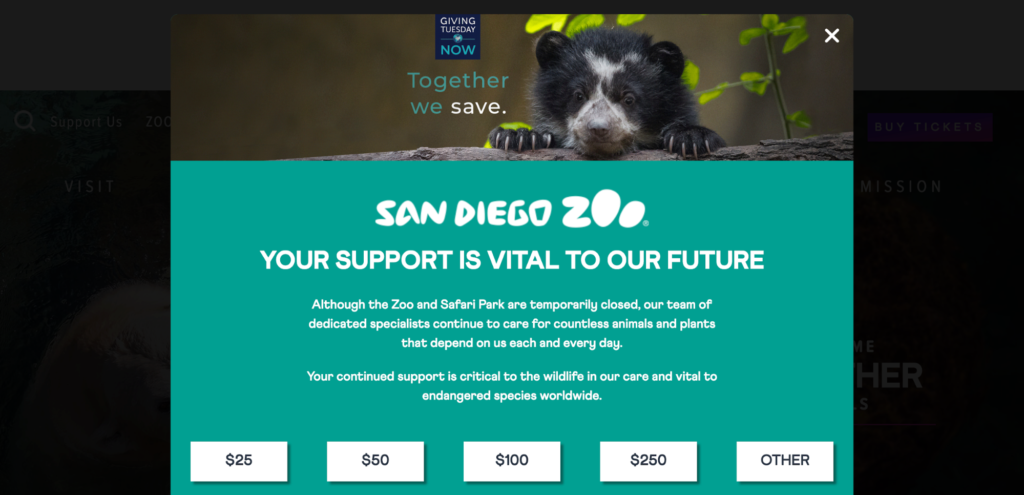 GIVING
TUESDAY
NOW
Together
we save.
Support Us
ZOO
BUY TICKETS
VISIT
MISSION
SAN DIEGO ZOO®
YOUR SUPPORT IS VITAL TO OUR FUTURE
Although the Zoo and Safari Park are temporarily closed, our team of
dedicated specialists continue to care for countless animals and plants
that depend on us each and every day.
Your continued support is critical to the wildlife in our care and vital to
endangered species worldwide.
$25 $50 $100 $250 OTHER